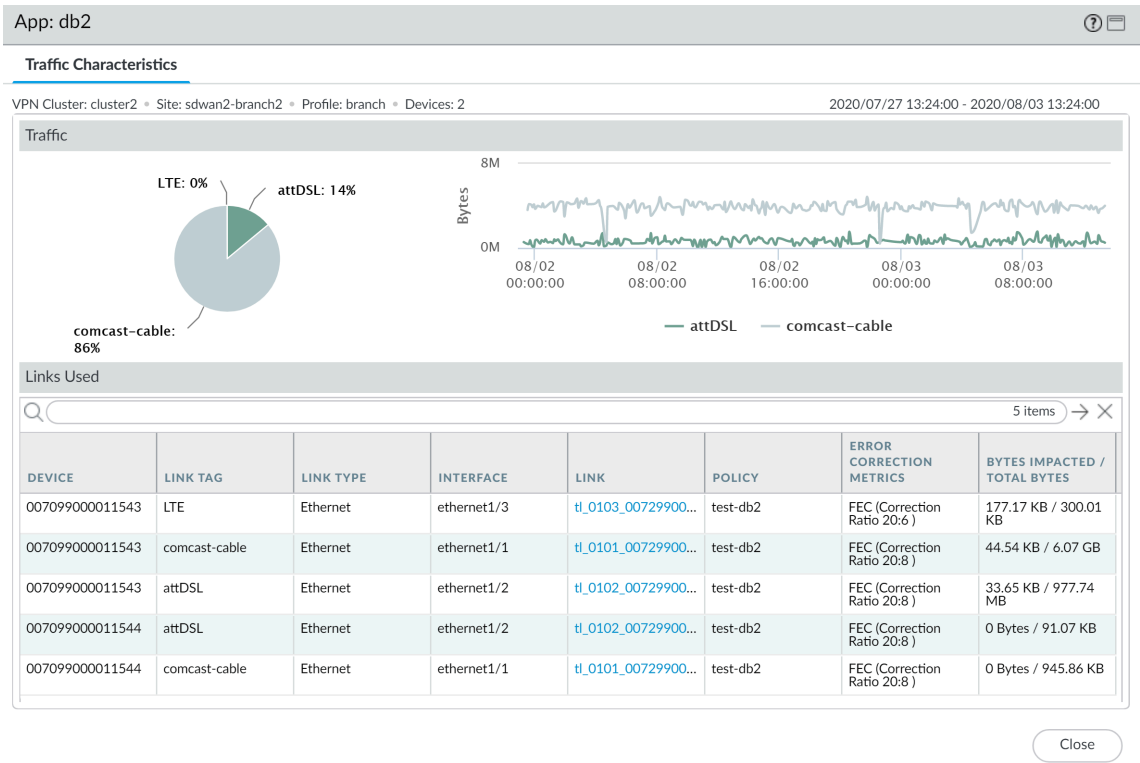 App: db2
?
Traffic Characteristics
VPN Cluster: cluster2 • Site: sdwan2-branch2 • Profile: branch • Devices: 2
2020/07/27 13:24:00 - 2020/08/03 13:24:00
Traffic
LTE: 0%
attDSL: 14%
comcast-cable:
86%
8M
Bytes
0M
08/02 08/02 08/02 08/03 08/03
00:00:00 08:00:00 16:00:00 00:00:00 08:00:00
attDSL comcast-cable
Links Used
5 items
DEVICE LINK TAG LINK TYPE INTERFACE LINK POLICY
ERROR
CORRECTION
METRICS
BYTES IMPACTED /
TOTAL BYTES
007099000011543 LTE Ethernet ethernet1/3 tl_0103_00729900... test-db2
FEC (Correction
Ratio 20:6 )
177.17 KB / 300.01
KB
007099000011543 comcast-cable Ethernet ethernet1/1 tl_0101_00729900... test-db2
FEC (Correction
Ratio 20:8 )
44.54 KB / 6.07 GB
007099000011543 attDSL Ethernet ethernet1/2 tl_0102_00729900... test-db2
FEC (Correction
Ratio 20:8 )
33.65 KB / 977.74
MB
007099000011544 attDSL Ethernet ethernet1/2 tl_0102_00729900... test-db2
FEC (Correction
Ratio 20:8 )
0 Bytes / 91.07 KB
007099000011544 comcast-cable Ethernet ethernet1/1 tl_0101_00729900... test-db2
FEC (Correction
Ratio 20:8 )
0 Bytes / 945.86 KB
Close